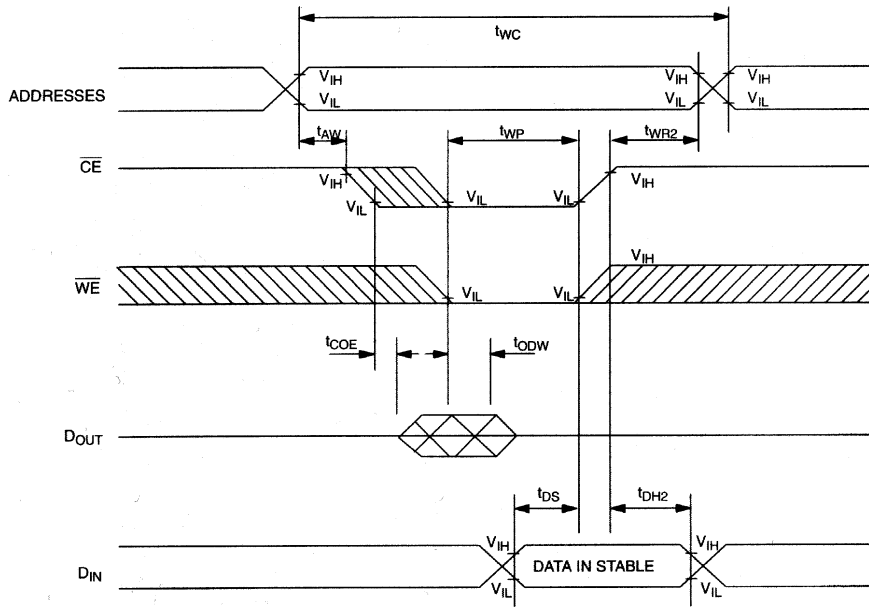 tWC
ADDRESSES
VIH VIH VIH
VIL VIL VIL
tAW tWP tWR2
CE
VIH VIH
VIL VIL VIL
VIH
WE
VIL VIL
tCOE tODW
DOUT
tDS tDH2
VIH VIH
DIN DATA IN STABLE
VIL VIL